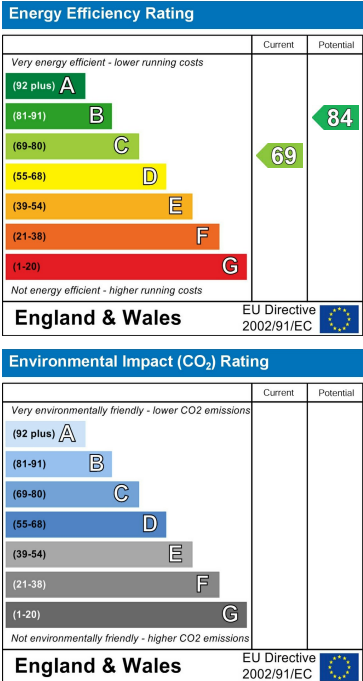 Energy Efficiency Rating
Current Potential
Very energy efficient - lower running costs
(92 plus) A
(81-91) B
84
(69-80) C
69
(55-68) D
(39-54) E
(21-38) F
(1-20) G
Not energy efficient - higher running costs
England & Wales
EU Directive
2002/91/EC
Environmental Impact (CO₂) Rating
Current Potential
Very environmentally friendly - lower CO2 emissions
(92 plus) A
(81-91) B
(69-80) C
(55-68) D
(39-54) E
(21-38) F
(1-20) G
Not environmentally friendly - higher CO2 emissions
England & Wales
EU Directive
2002/91/EC